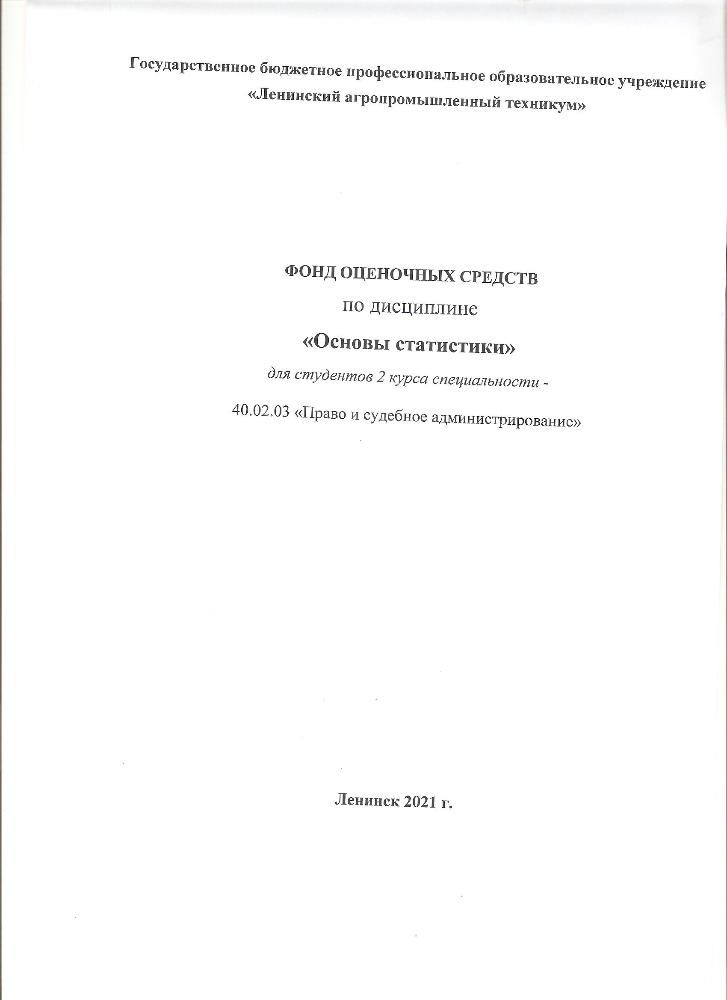 Государственное бюджетное профессиональное образовательное учреждение
«Ленинский агропромышленный техникум»
ФОНД ОЦЕНОЧНЫХ СРЕДСТВ
по дисциплине
«Основы статистики»
для студентов 2 курса специальности -
40.02.03 «Право и судебное администрирование»
Ленинск 2021 г.